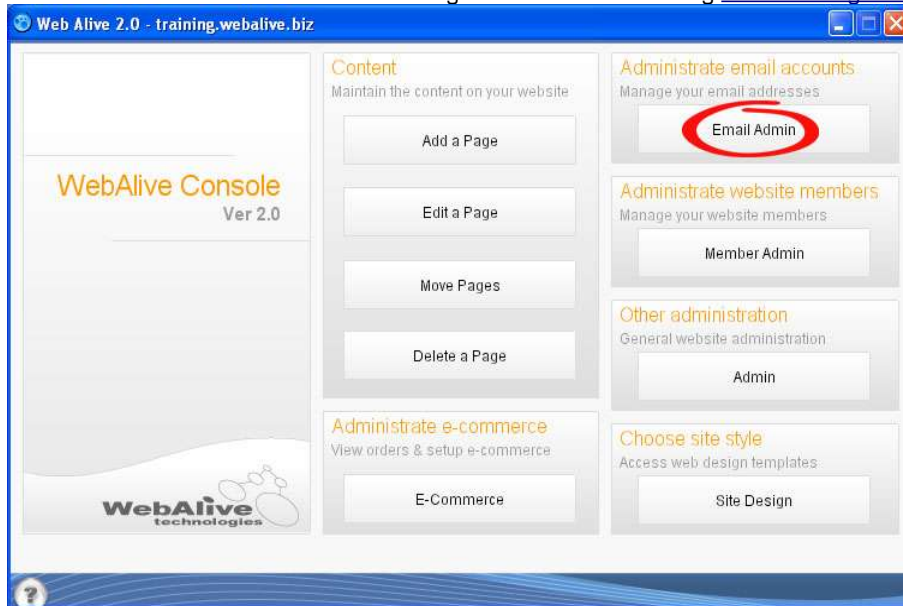 Web Alive 2.0 - training.webalive.biz
WebAlive Console
Ver 2.0
WebAlive
technologies
Content
Maintain the content on your website
Add a Page
Edit a Page
Move Pages
Delete a Page
Administrate e-commerce
View orders & setup e-commerce
E-Commerce
Administrate email accounts
Manage your email addresses
Email Admin
Administrate website members
Manage your website members
Member Admin
Other administration
General website administration
Admin
Choose site style
Access web design templates
Site Design
?